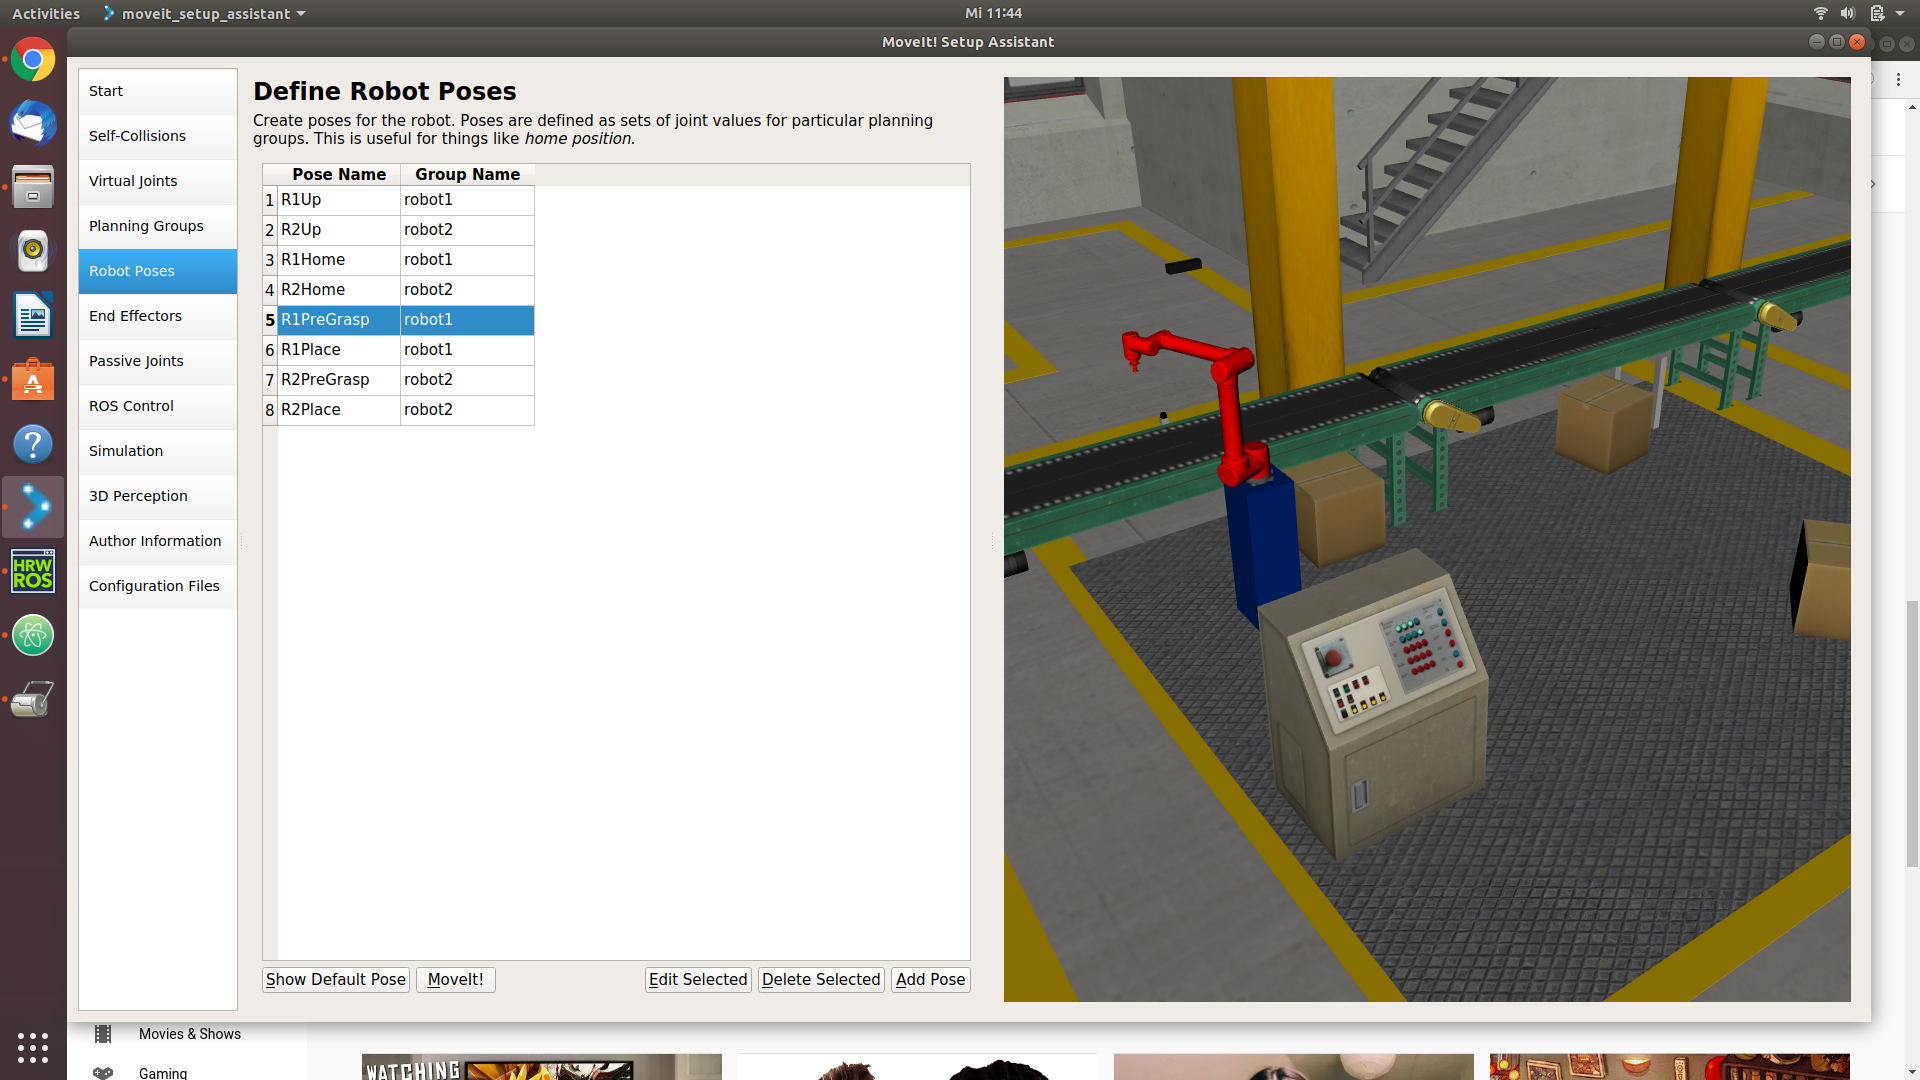 Activities
moveit_setup_assistant
Mi 11:44
MoveIt! Setup Assistant
Start
Self-Collisions
Virtual Joints
Planning Groups
Robot Poses
End Effectors
Passive Joints
ROS Control
Simulation
3D Perception
Author Information
Configuration Files
Define Robot Poses
Create poses for the robot. Poses are defined as sets of joint values for particular planning
groups. This is useful for things like home position.
Pose Name Group Name
1 R1Up robot1
2 R2Up robot2
3 R1Home robot1
4 R2Home robot2
5 R1PreGrasp robot1
6 R1Place robot1
7 R2PreGrasp robot2
8 R2Place robot2
Show Default Pose MoveIt! Edit Selected Delete Selected Add Pose
HRW
ROS
Movies & Shows
Gaming
WATCHING